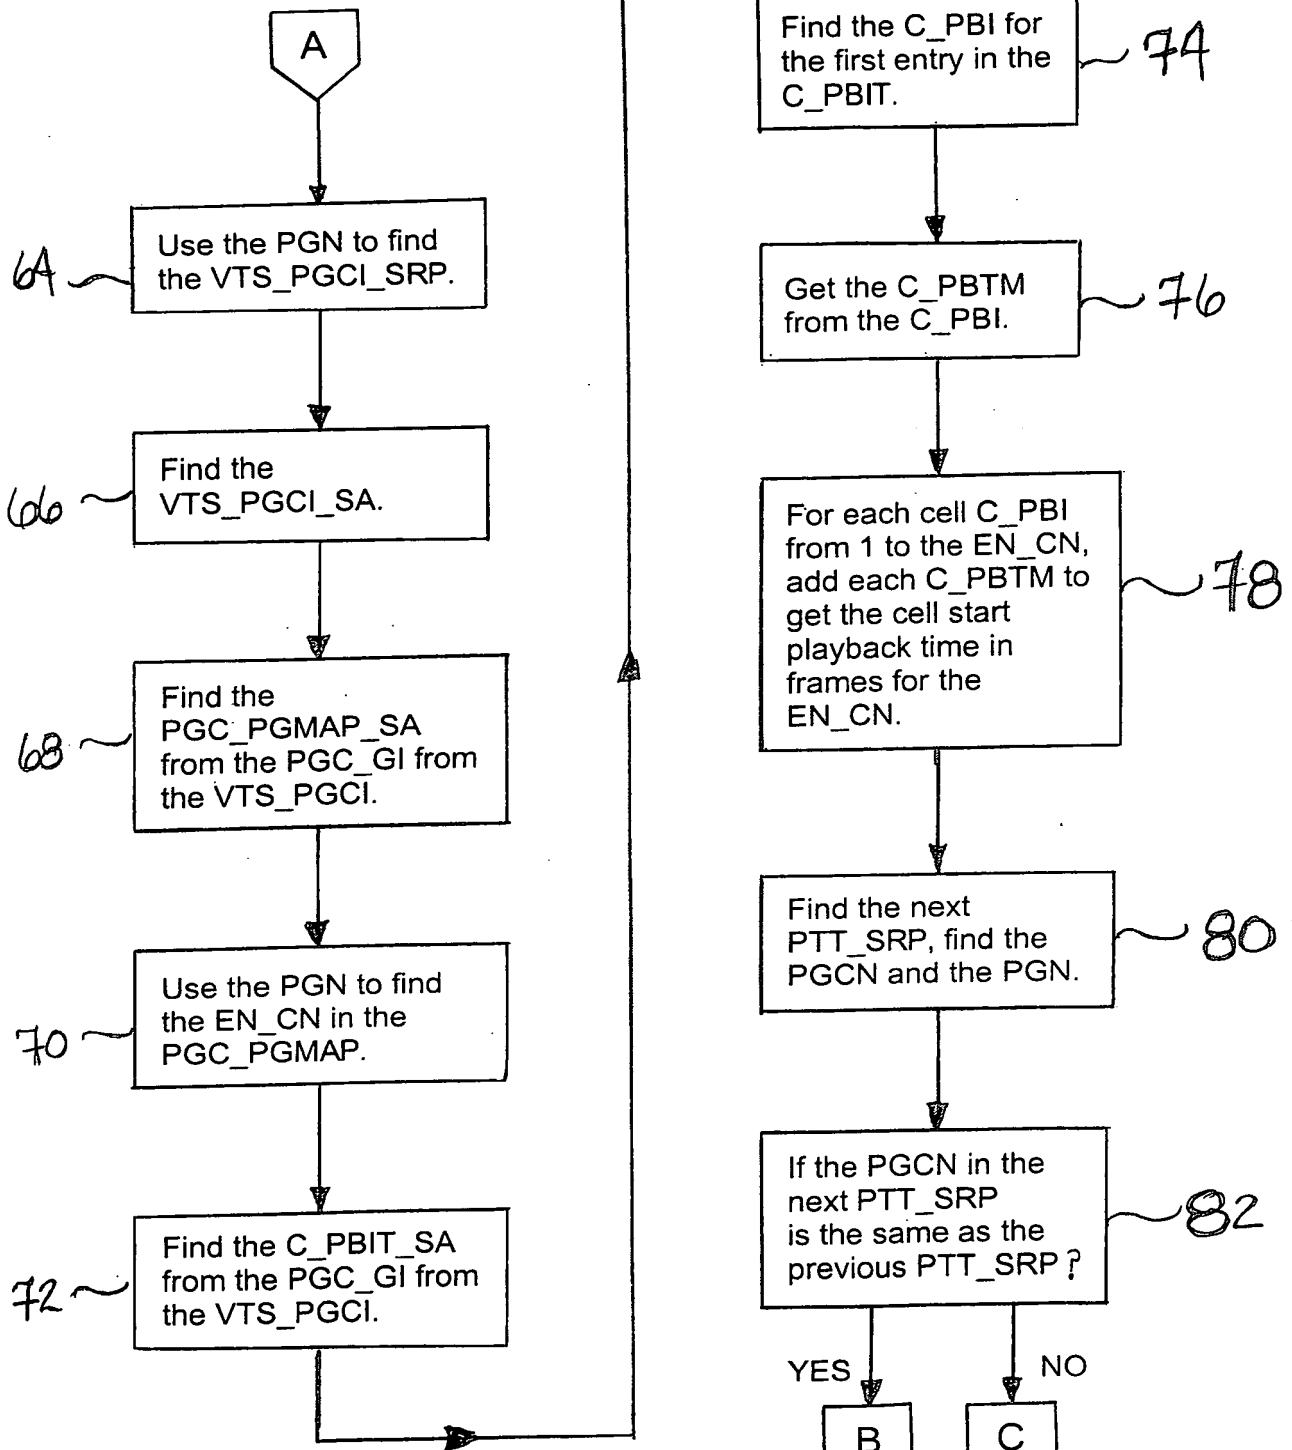 A
Use the PGN to find
the VTS_PGCI_SRP.
64
Find the
VTS_PGCI_SA.
66
Find the
PGC_PGMAP_SA
from the PGC_GI from
the VTS_PGCI.
68
Use the PGN to find
the EN_CN in the
PGC_PGMAP.
70
Find the C_PBIT_SA
from the PGC_GI from
the VTS_PGCI.
72
Find the C_PBI for
the first entry in the
C_PBIT.
74
Get the C_PBTM
from the C_PBI.
76
For each cell C_PBI
from 1 to the EN_CN,
add each C_PBTM to
get the cell start
playback time in
frames for the
EN_CN.
78
Find the next
PTT_SRP, find the
PGCN and the PGN.
80
If the PGCN in the
next PTT_SRP
is the same as the
previous PTT_SRP?
82
YES
NO
B
C